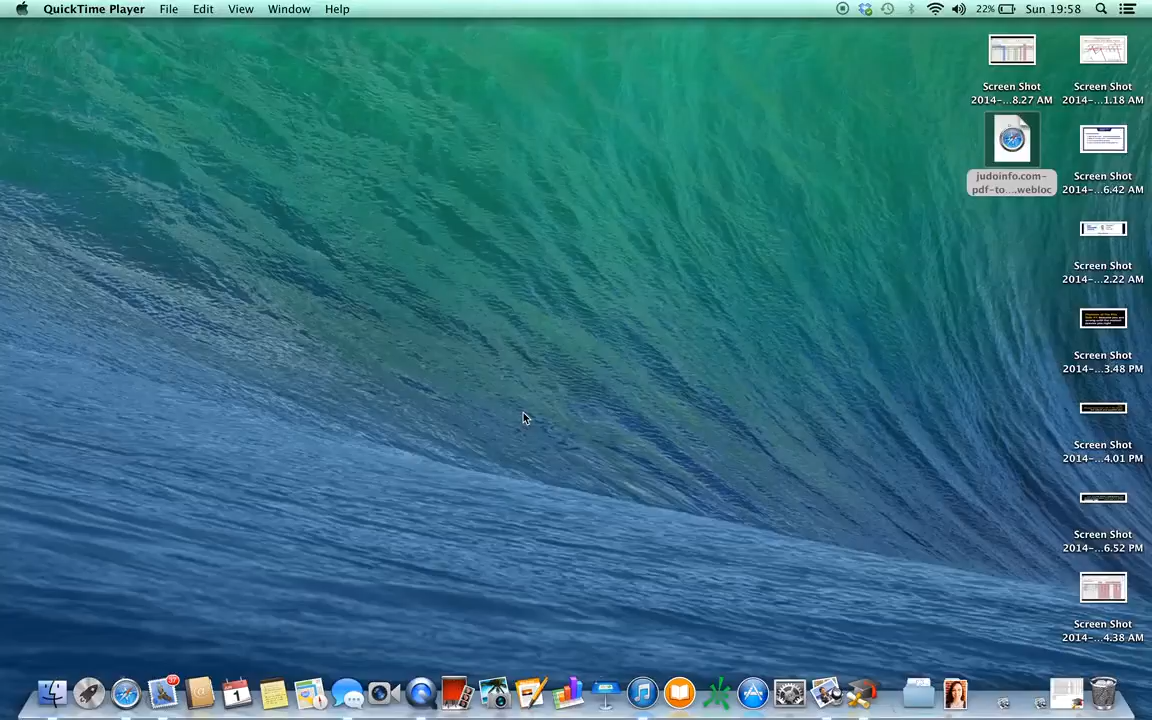 QuickTime Player File Edit View Window Help 22% Sun 19:58
Screen Shot
2014-...8.27 AM
Screen Shot
2014-...1.18 AM
judoinfo.com-
pdf-to....webloc
Screen Shot
2014-...6.42 AM
Screen Shot
2014-...2.22 AM
Screen Shot
2014-...3.48 PM
Screen Shot
2014-...4.01 PM
Screen Shot
2014-...6.52 PM
Screen Shot
2014-...4.38 AM
37
1